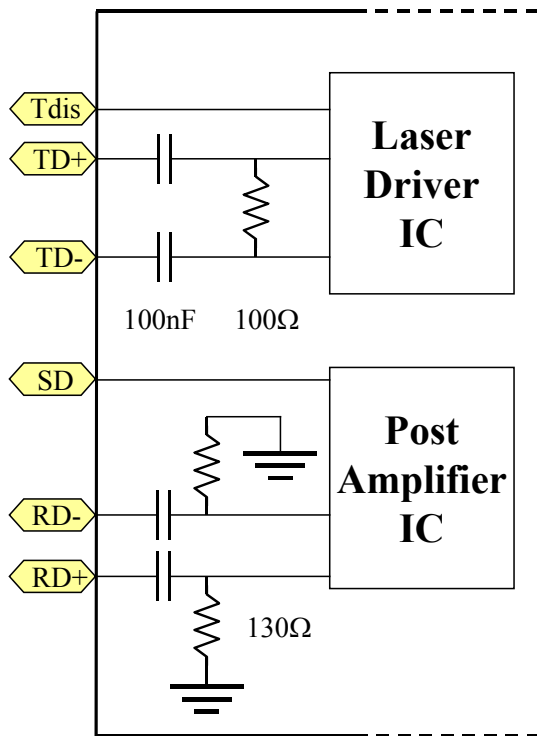 Tdis
TD+
TD-
Laser
Driver
IC
100nF
100Ω
SD
RD-
RD+
Post
Amplifier
IC
130Ω